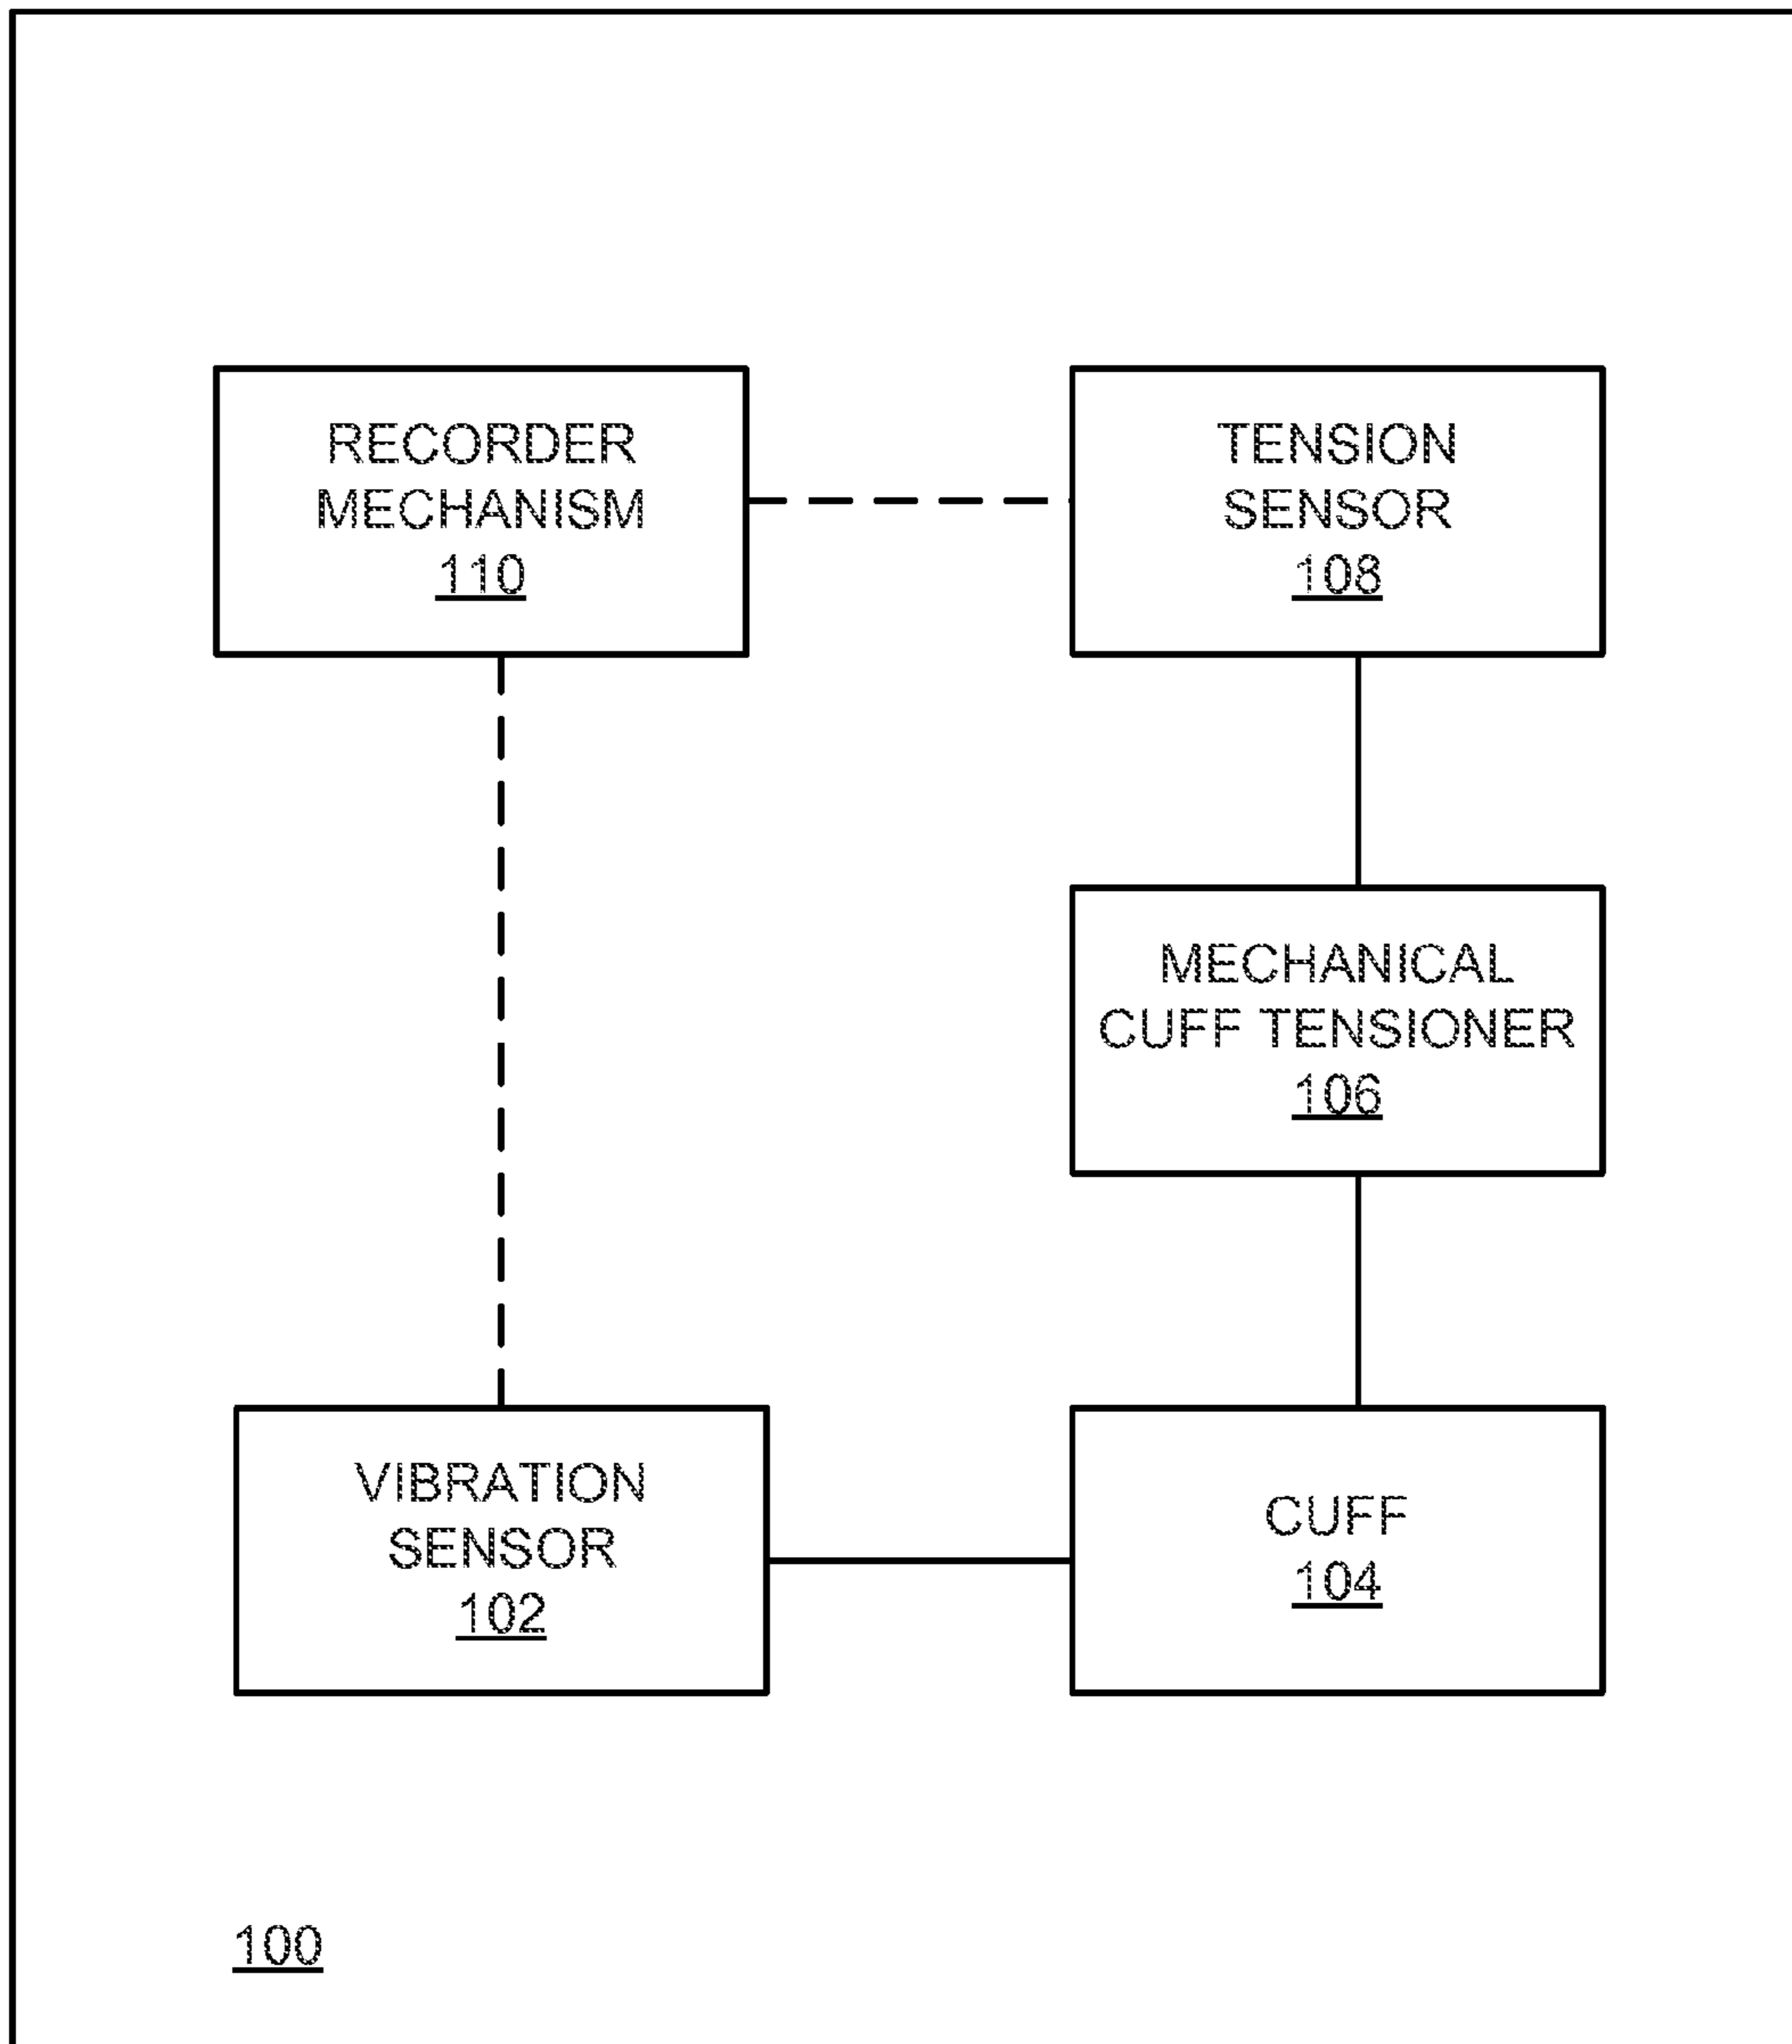 RECORDER
MECHANISM
110
TENSION
SENSOR
108
MECHANICAL
CUFF TENSIONER
106
VIBRATION
SENSOR
102
CUFF
104
100